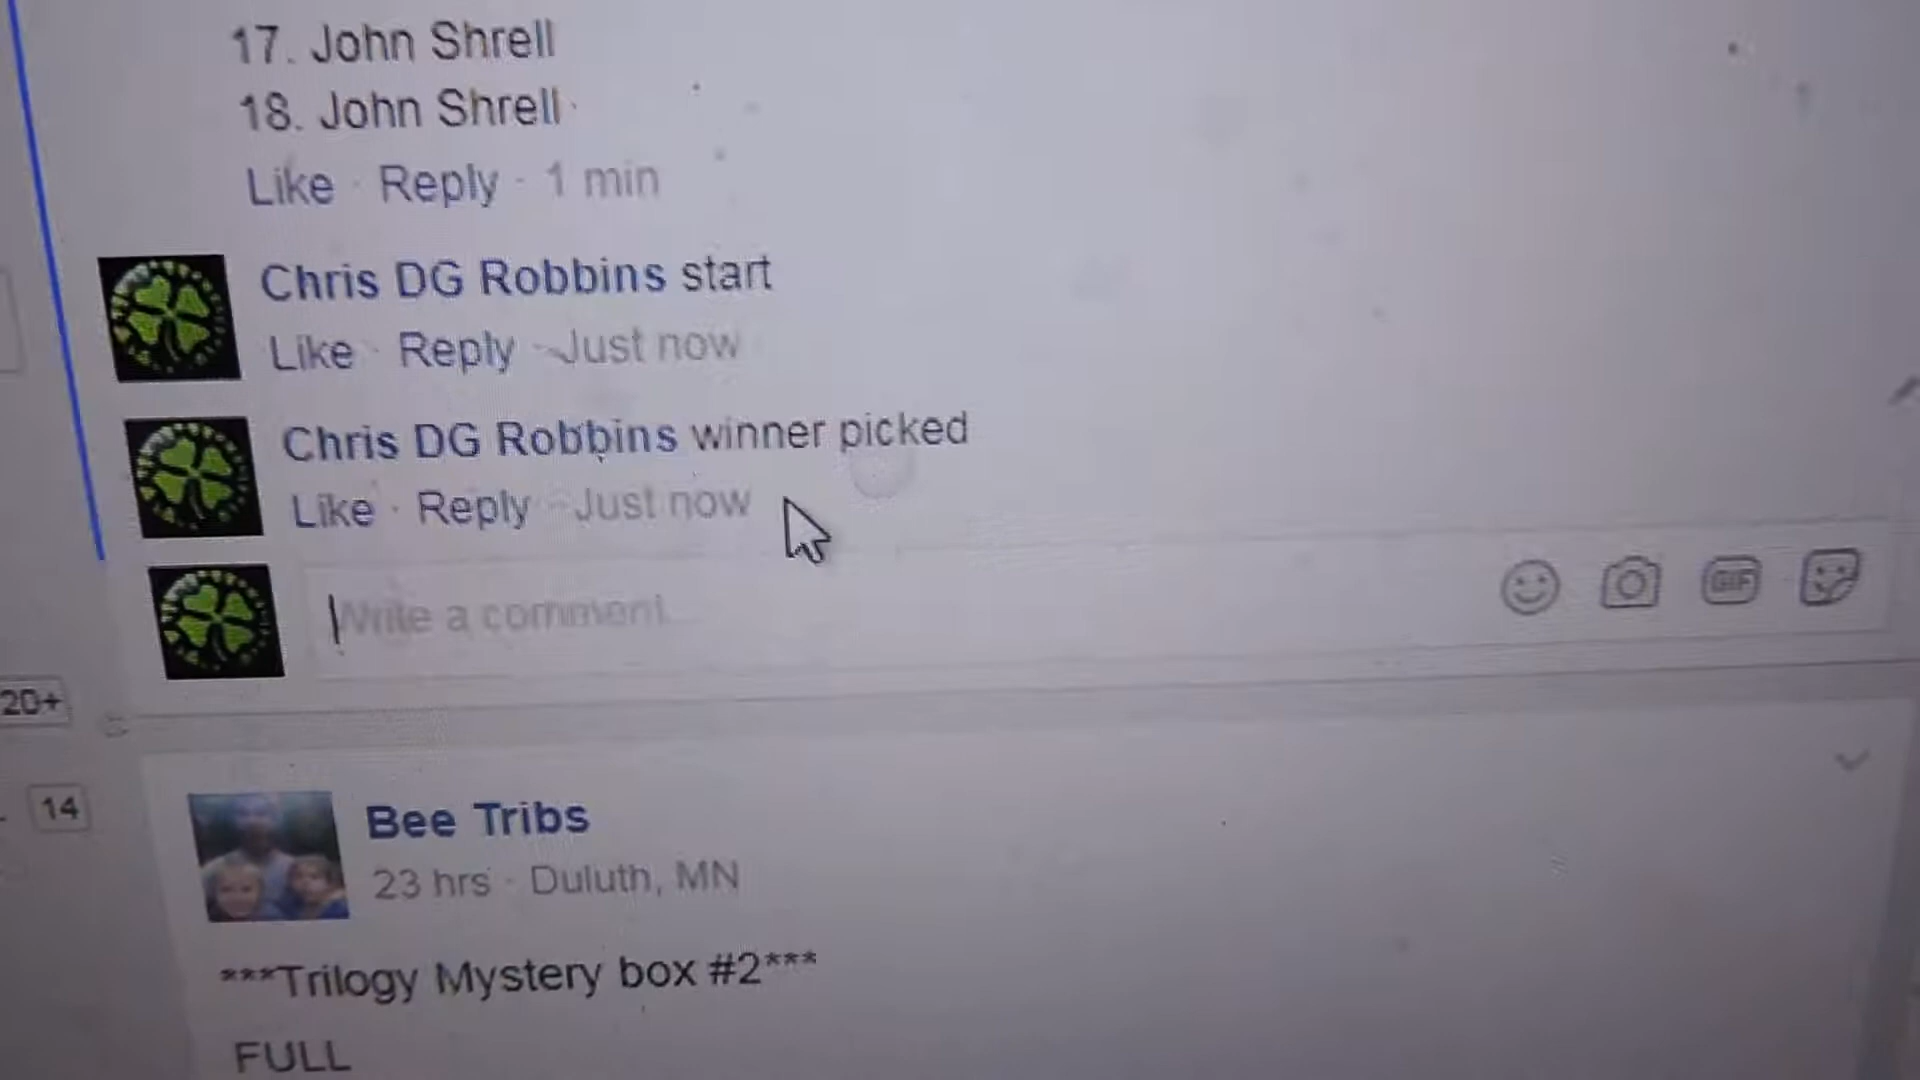 17. John Shrell
18. John Shrell
Like · Reply · 1 min
Chris DG Robbins start
Like · Reply · Just now
Chris DG Robbins winner picked
Like · Reply · Just now
Write a comment...
GIF
20+
14
Bee Tribs
23 hrs · Duluth, MN
***Trilogy Mystery box #2***
FULL